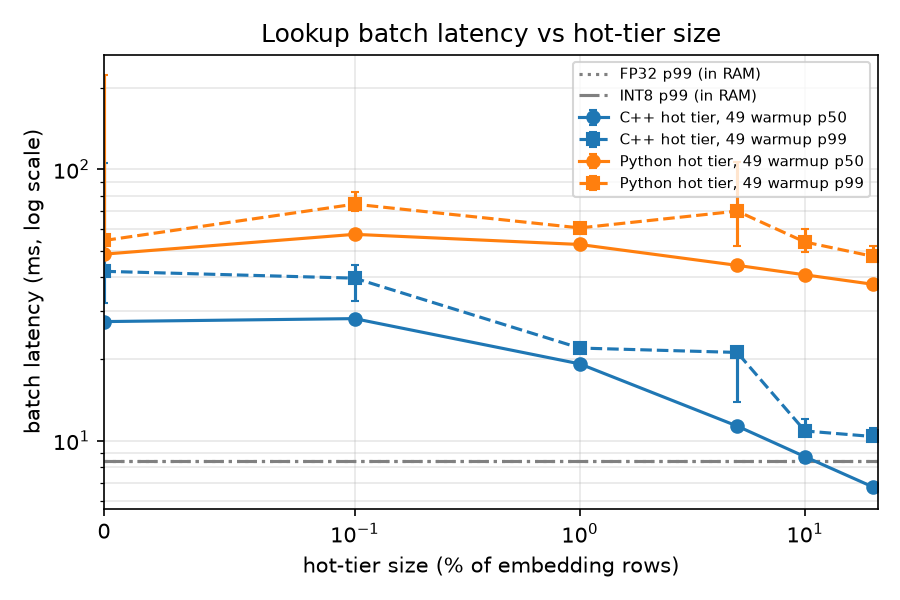 Lookup batch latency vs hot-tier size
batch latency (ms, log scale)
10²
10¹
FP32 p99 (in RAM)
INT8 p99 (in RAM)
C++ hot tier, 49 warmup p50
C++ hot tier, 49 warmup p99
Python hot tier, 49 warmup p50
Python hot tier, 49 warmup p99
0
10⁻¹
10⁰
10¹
hot-tier size (% of embedding rows)